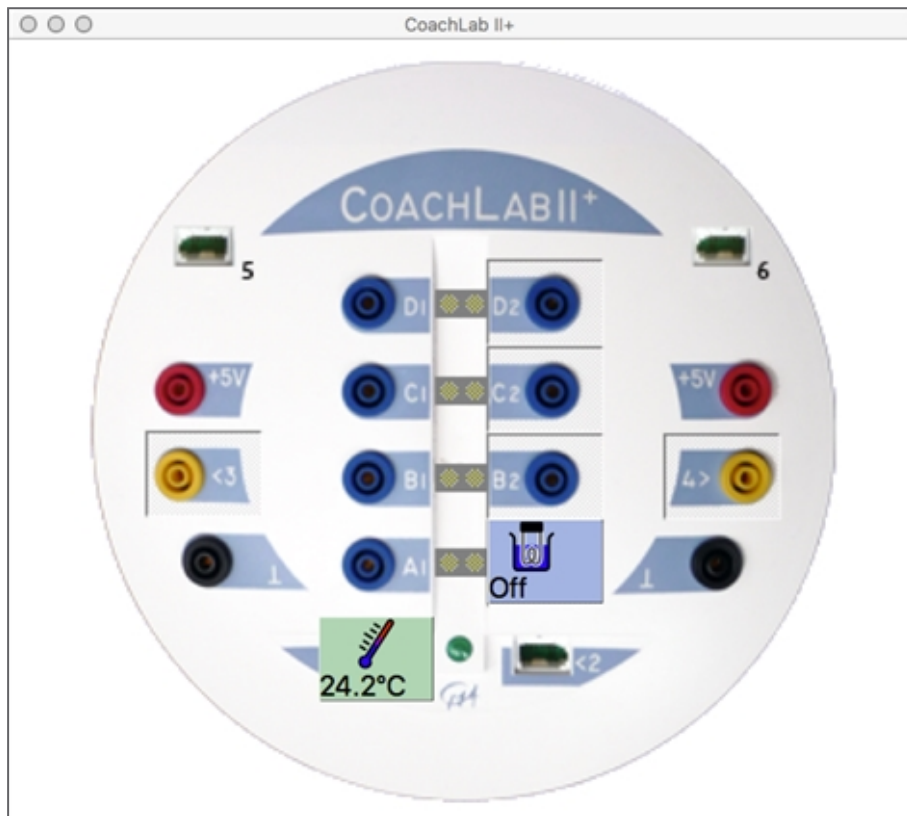 CoachLab II+
COACHLAB II+
5
6
D1 D2
+5V C1 C2 +5V
<3 B1 B2 4>
A1
Off
24.2°C
<2